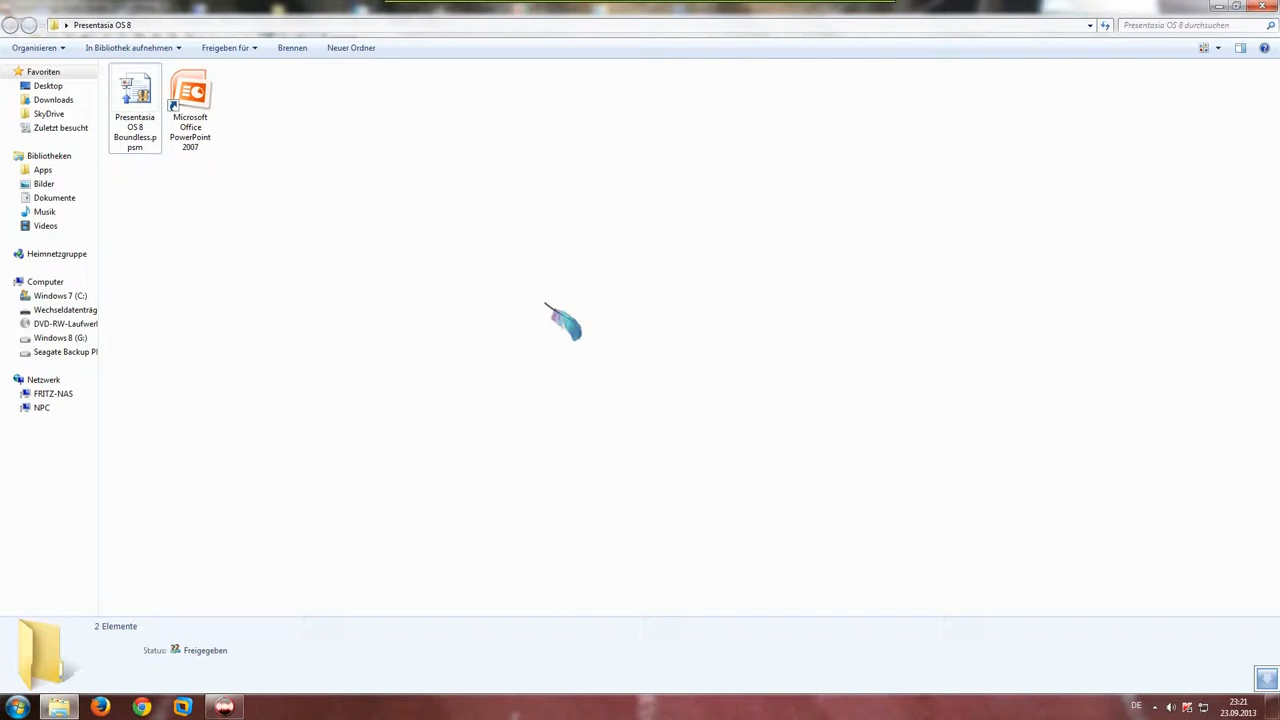 Presentasia OS 8
Presentasia OS 8 durchsuchen
Organisieren
In Bibliothek aufnehmen
Freigeben für
Brennen
Neuer Ordner
Favoriten
Desktop
Downloads
SkyDrive
Zuletzt besucht
Bibliotheken
Apps
Bilder
Dokumente
Musik
Videos
Heimnetzgruppe
Computer
Windows 7 (C:)
Wechseldatenträg
DVD-RW-Laufwerl
Windows 8 (G:)
Seagate Backup Pl
Netzwerk
FRITZ-NAS
NPC
Presentasia
OS 8
Boundless.p
psm
Microsoft
Office
PowerPoint
2007
2 Elemente
Status: Freigegeben
DE
23:21
23.09.2013